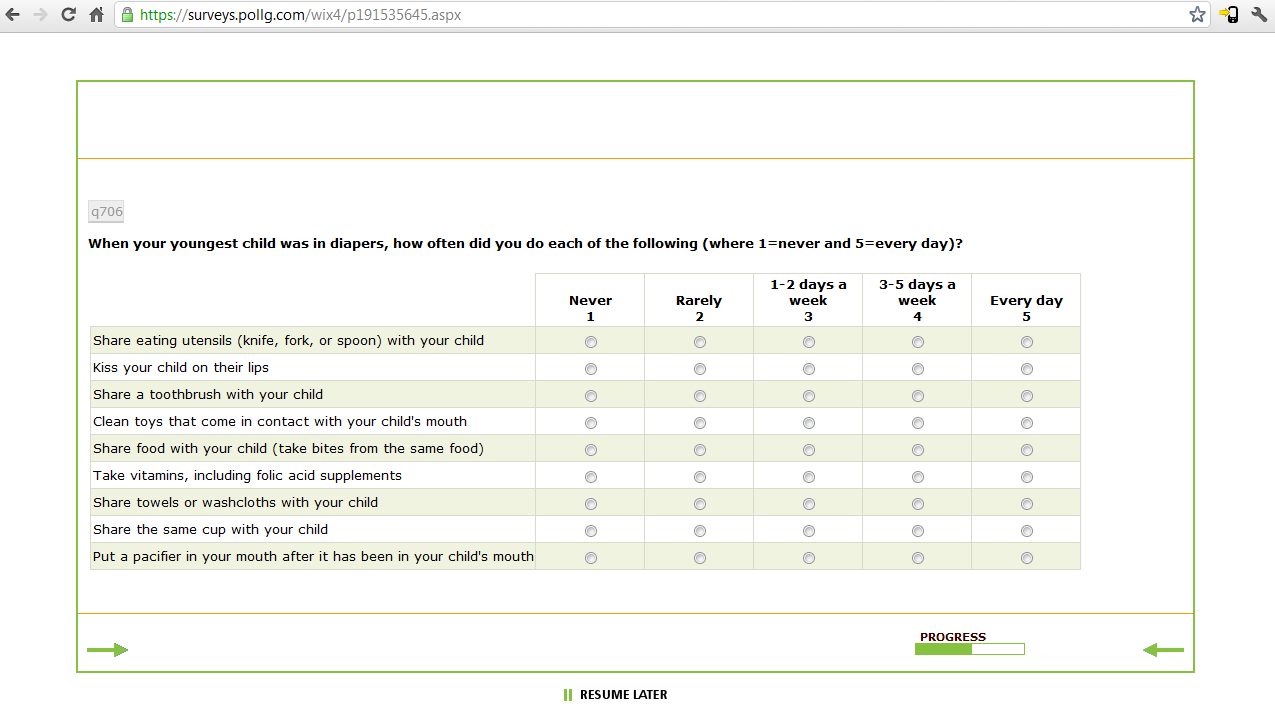 https://surveys.pollg.com/wix4/p191535645.aspx
q706
When your youngest child was in diapers, how often did you do each of the following (where 1=never and 5=every day)?
Never 1
Rarely 2
1-2 days a week 3
3-5 days a week 4
Every day 5
Share eating utensils (knife, fork, or spoon) with your child
Kiss your child on their lips
Share a toothbrush with your child
Clean toys that come in contact with your child's mouth
Share food with your child (take bites from the same food)
Take vitamins, including folic acid supplements
Share towels or washcloths with your child
Share the same cup with your child
Put a pacifier in your mouth after it has been in your child's mouth
PROGRESS
RESUME LATER